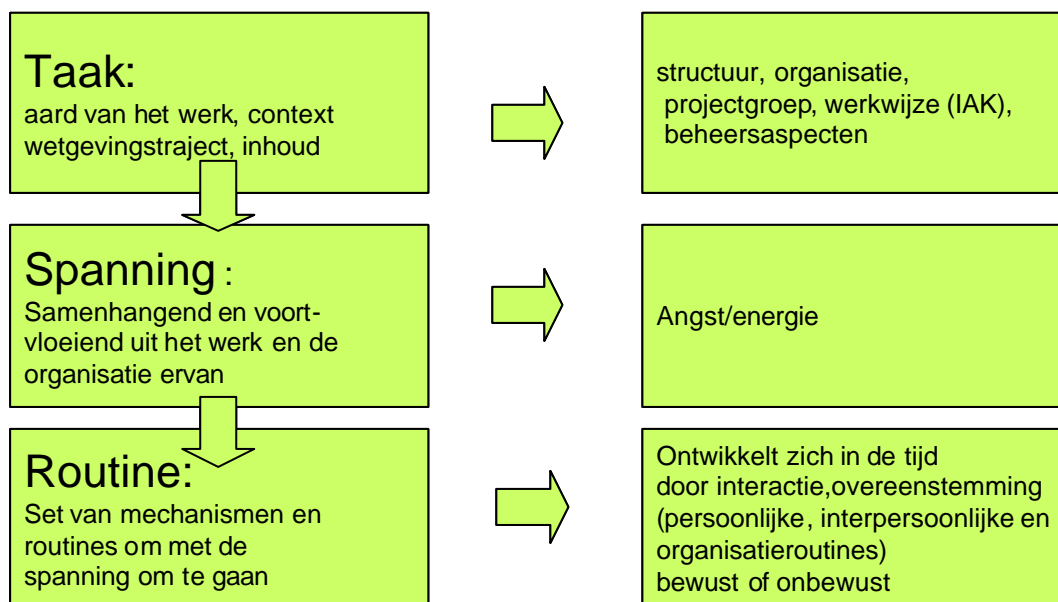 Taak:
aard van het werk, context
wetgevingstraject, inhoud
structuur, organisatie,
projectgroep, werkwijze (IAK),
beheersaspecten
Spanning :
Samenhangend en voort-
vloeiend uit het werk en de
organisatie ervan
Angst/energie
Routine:
Set van mechanismen en
routines om met de
spanning om te gaan
Ontwikkelt zich in de tijd
door interactie,overeenstemming
(persoonlijke, interpersoonlijke en
organisatieroutines)
bewust of onbewust